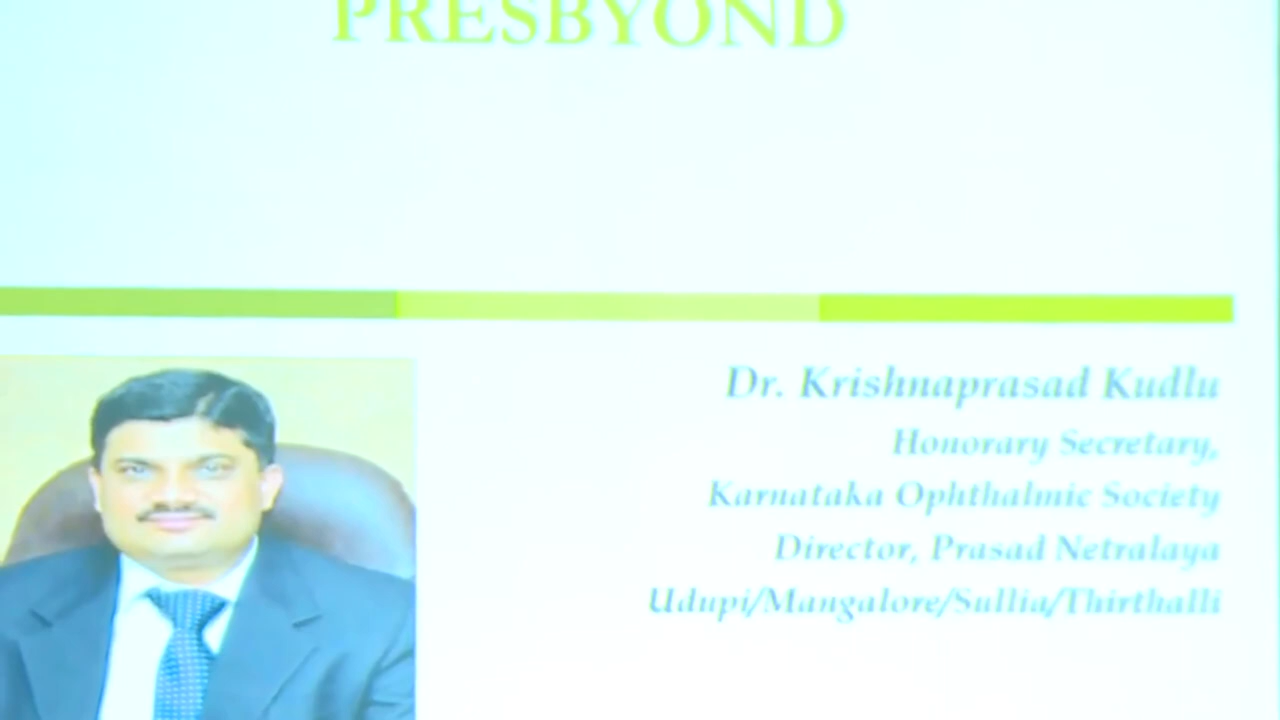 PRESBYOND
Dr. Krishnaprasad Kudlu
Honorary Secretary,
Karnataka Ophthalmic Society
Director, Prasad Netralaya
Udupi/Mangalore/Sullia/Thirthalli